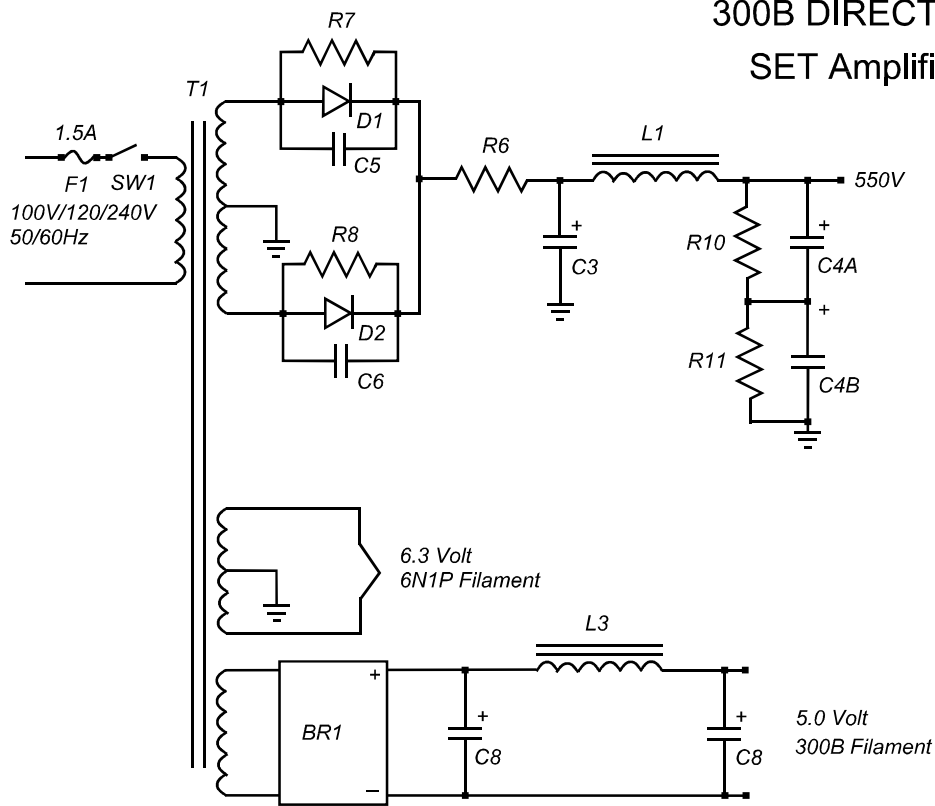 300B DIRECT
SET Amplifi
R7
T1
D1
C5
1.5A
F1 SW1
100V/120/240V
50/60Hz
R6
L1
550V
+
C3
R10
+
C4A
R8
D2
C6
+
R11
C4B
6.3 Volt
6N1P Filament
L3
BR1
+
−
+
C8
+
C8
5.0 Volt
300B Filament